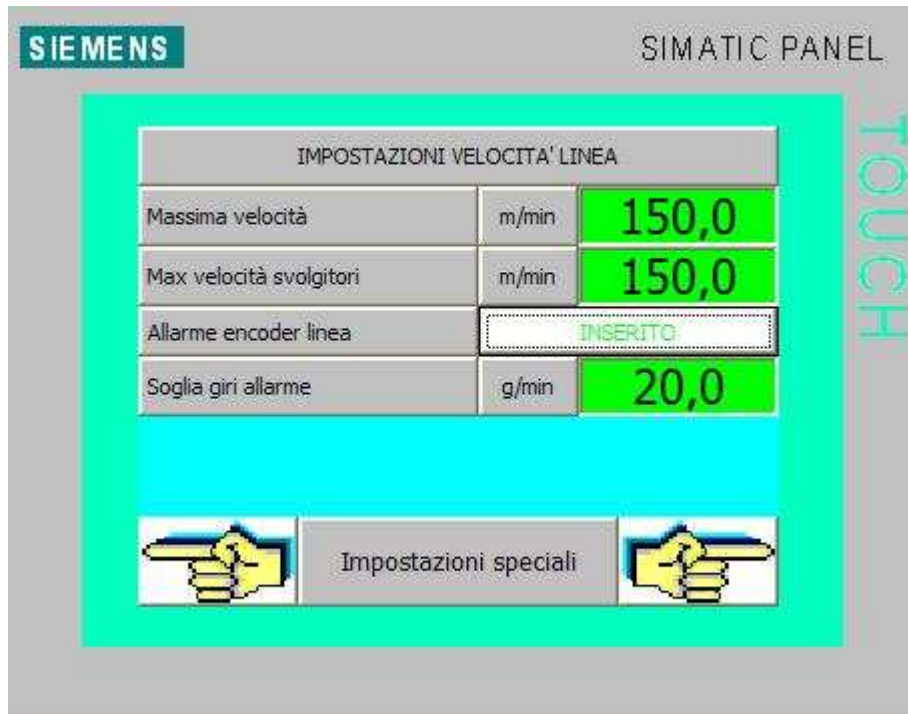 SIEMENS
SIMATIC PANEL
TOUCH
IMPOSTAZIONI VELOCITA' LINEA
Massima velocità m/min 150,0
Max velocità svolgitori m/min 150,0
Allarme encoder linea INSERITO
Soglia giri allarme g/min 20,0
Impostazioni speciali